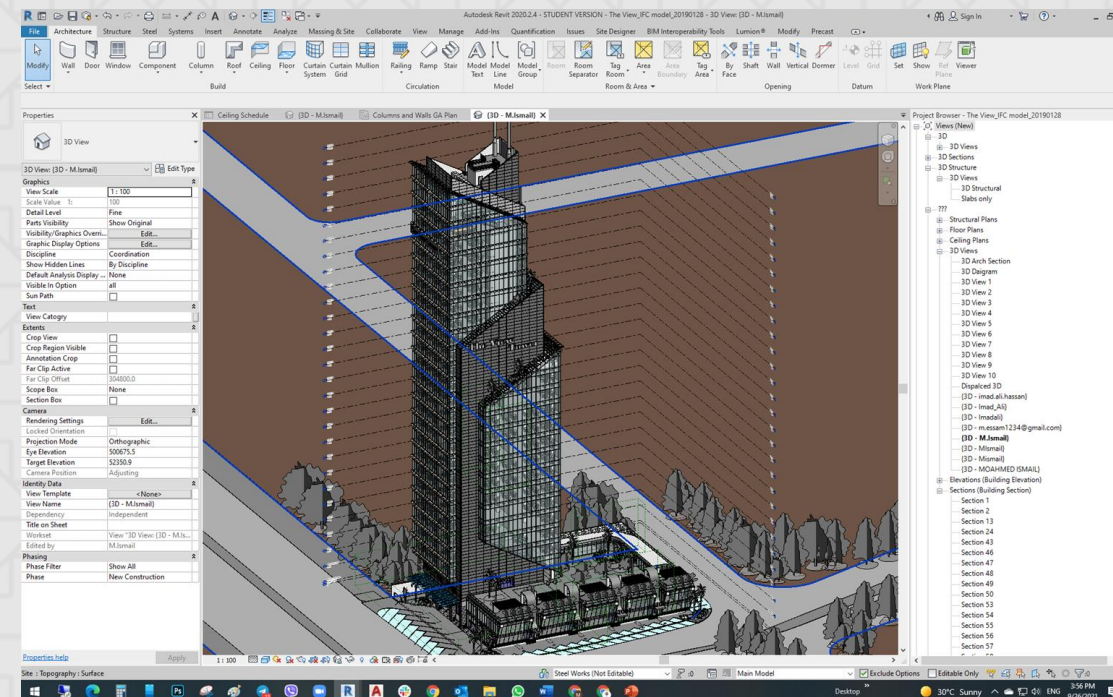 Autodesk Revit 2020.2.4 - STUDENT VERSION - The View_IFC model_20190128 - 3D View: {3D - M.Ismail}
Sign In
File Architecture Structure Steel Systems Insert Annotate Analyze Massing & Site Collaborate View Manage Add-Ins Quantification Issues Site Designer BIM Interoperability Tools Lumion® Modify Precast
Modify Wall Door Window Component Column Roof Ceiling Floor Curtain System Curtain Grid Mullion Railing Ramp Stair Model Text Model Line Model Group Room Room Separator Tag Room Area Area Boundary Tag Area By Face Shaft Wall Vertical Dormer Level Grid Set Show Ref Plane Viewer
Select Build Circulation Model Room & Area Opening Datum Work Plane
Properties
Ceiling Schedule {3D - M.Ismail} Columns and Walls GA Plan {3D - M.Ismail}
Project Browser - The View_IFC model_20190128
3D View
3D View: {3D - M.Ismail} Edit Type
Graphics
View Scale 1 : 100
Scale Value 1: 100
Detail Level Fine
Parts Visibility Show Original
Visibility/Graphics Overri... Edit...
Graphic Display Options Edit...
Discipline Coordination
Show Hidden Lines By Discipline
Default Analysis Display ... None
Visible In Option all
Sun Path
Text
View Catogry
Extents
Crop View
Crop Region Visible
Annotation Crop
Far Clip Active
Far Clip Offset 304800.0
Scope Box None
Section Box
Camera
Rendering Settings Edit...
Locked Orientation
Projection Mode Orthographic
Eye Elevation 500675.5
Target Elevation 52350.9
Camera Position Adjusting
Identity Data
View Template <None>
View Name {3D - M.Ismail}
Dependency Independent
Title on Sheet
Workset View "3D View: {3D - M.Is...
Edited by M.Ismail
Phasing
Phase Filter Show All
Phase New Construction
Properties help Apply
Views (New)
3D
3D Views
3D Sections
3D Structure
3D Views
3D Structural
Slabs only
???
Structural Plans
Floor Plans
Ceiling Plans
3D Views
3D Arch Section
3D Daigram
3D View 1
3D View 2
3D View 3
3D View 4
3D View 5
3D View 6
3D View 7
3D View 8
3D View 9
3D View 10
Dispalced 3D
{3D - imad.ali.hassan}
{3D - Imad_Ali}
{3D - Imadali}
{3D - m.essam1234@gmail.com}
{3D - M.Ismail}
{3D - MIsmail}
{3D - Mismail}
{3D - MOAHMED ISMAIL}
Elevations (Building Elevation)
Sections (Building Section)
Section 1
Section 2
Section 13
Section 24
Section 43
Section 46
Section 47
Section 48
Section 49
Section 50
Section 53
Section 54
Section 55
Section 56
Section 57
1 : 100
Site : Topography : Surface Steel Works (Not Editable) :0 Main Model Exclude Options Editable Only :0
Desktop 30°C Sunny ENG 3:56 PM
9/26/2021